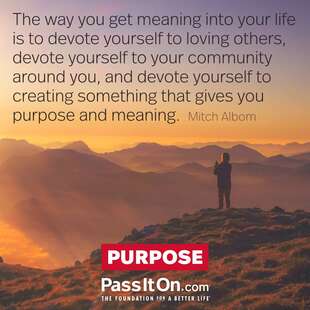 The way you get meaning into your life
is to devote yourself to loving others,
devote yourself to your community
around you, and devote yourself to
creating something that gives you
purpose and meaning. Mitch Albom
PURPOSE
PassItOn.com
THE FOUNDATION FOR A BETTER LIFE